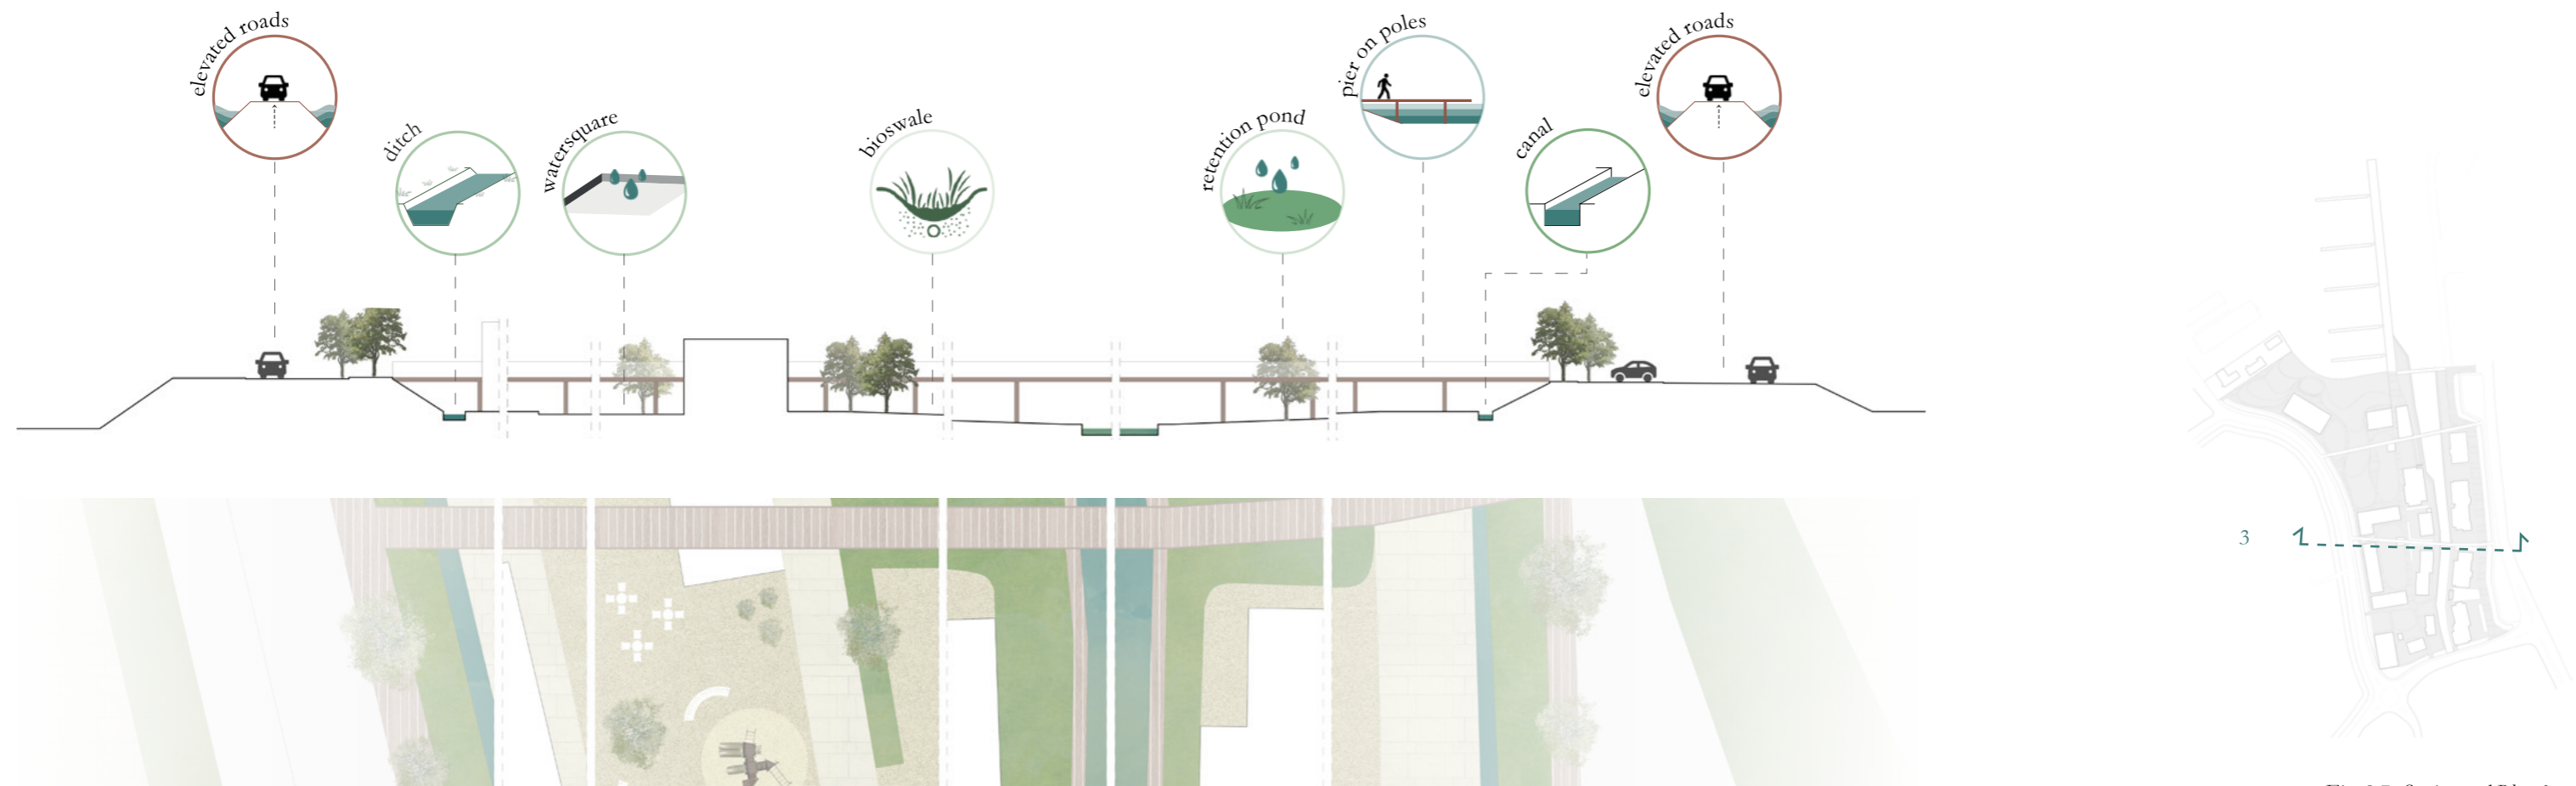 elevated roads
ditch
watersquare
bioswale
retention pond
pier on poles
canal
elevated roads
3